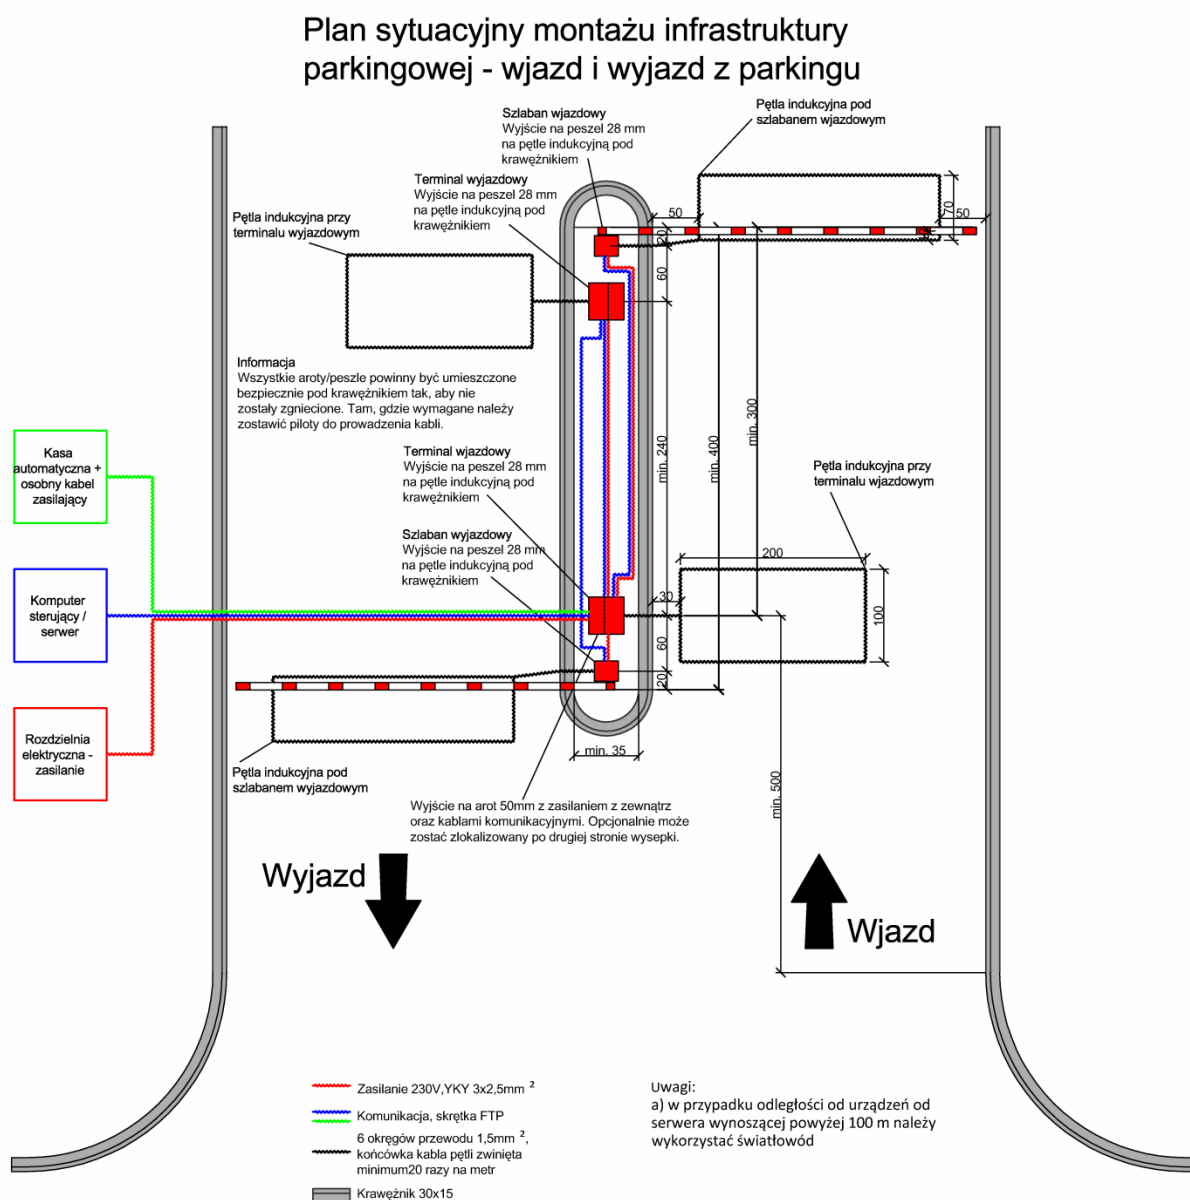 Plan sytuacyjny montażu infrastruktury
parkingowej - wjazd i wyjazd z parkingu
Szlaban wjazdowy
Wyjście na peszel 28 mm
na pętle indukcyjną pod
krawężnikiem
Pętla indukcyjna pod
szlabanem wjazdowym
Terminal wyjazdowy
Wyjście na peszel 28 mm
na pętle indukcyjną pod
krawężnikiem
Pętla indukcyjna przy
terminalu wyjazdowym
50
70
50
20
60
Informacja
Wszystkie aroty/peszle powinny być umieszczone
bezpiecznie pod krawężnikiem tak, aby nie
zostały zgniecione. Tam, gdzie wymagane należy
zostawić piloty do prowadzenia kabli.
min. 240
min. 400
min. 300
Terminal wjazdowy
Wyjście na peszel 28 mm
na pętle indukcyjną pod
krawężnikiem
Pętla indukcyjna przy
terminalu wjazdowym
Kasa
automatyczna +
osobny kabel
zasilający
Szlaban wyjazdowy
Wyjście na peszel 28 mm
na pętle indukcyjną pod
krawężnikiem
200
100
30
60
20
Komputer
sterujący /
serwer
Rozdzielnia
elektryczna -
zasilanie
min. 35
min. 500
Pętla indukcyjna pod
szlabanem wyjazdowym
Wyjście na arot 50mm z zasilaniem z zewnątrz
oraz kablami komunikacyjnymi. Opcjonalnie może
zostać zlokalizowany po drugiej stronie wysepki.
Wyjazd
Wjazd
Zasilanie 230V,YKY 3x2,5mm ²
Komunikacja, skrętka FTP
6 okręgów przewodu 1,5mm ²,
końcówka kabla pętli zwinięta
minimum20 razy na metr
Krawężnik 30x15
Uwagi:
a) w przypadku odległości od urządzeń od
serwera wynoszącej powyżej 100 m należy
wykorzystać światłowód